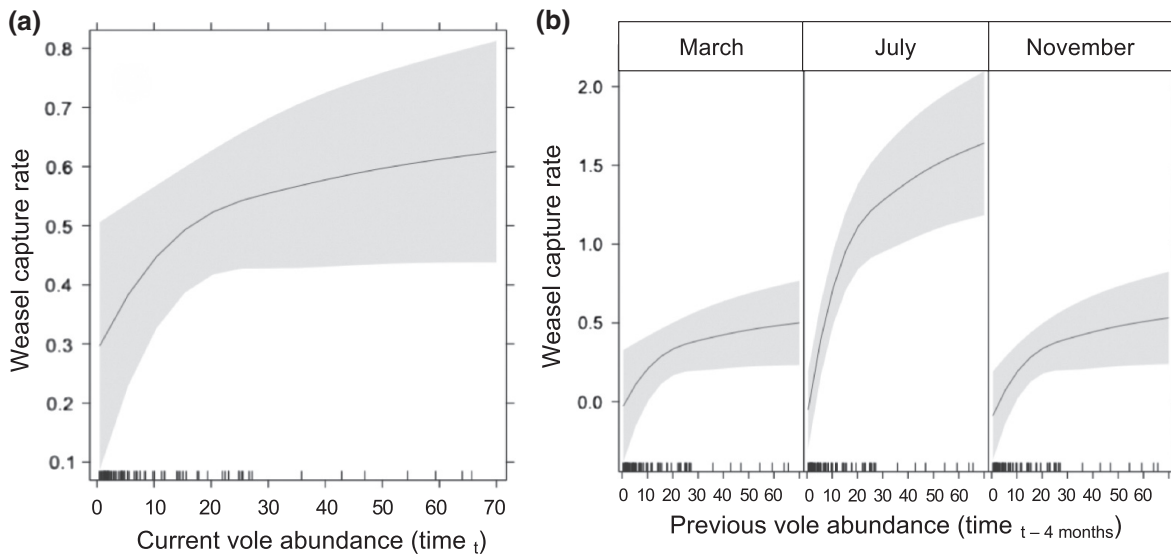 (a)
0.8
0.7
0.6
0.5
0.4
0.3
0.2
0.1
Weasel capture rate
0 10 20 30 40 50 60 70
Current vole abundance (time t)
(b)
March July November
2.0
1.5
1.0
0.5
0.0
Weasel capture rate
0 10 20 30 40 50 60 0 10 20 30 40 50 60 0 10 20 30 40 50 60
Previous vole abundance (time t – 4 months)